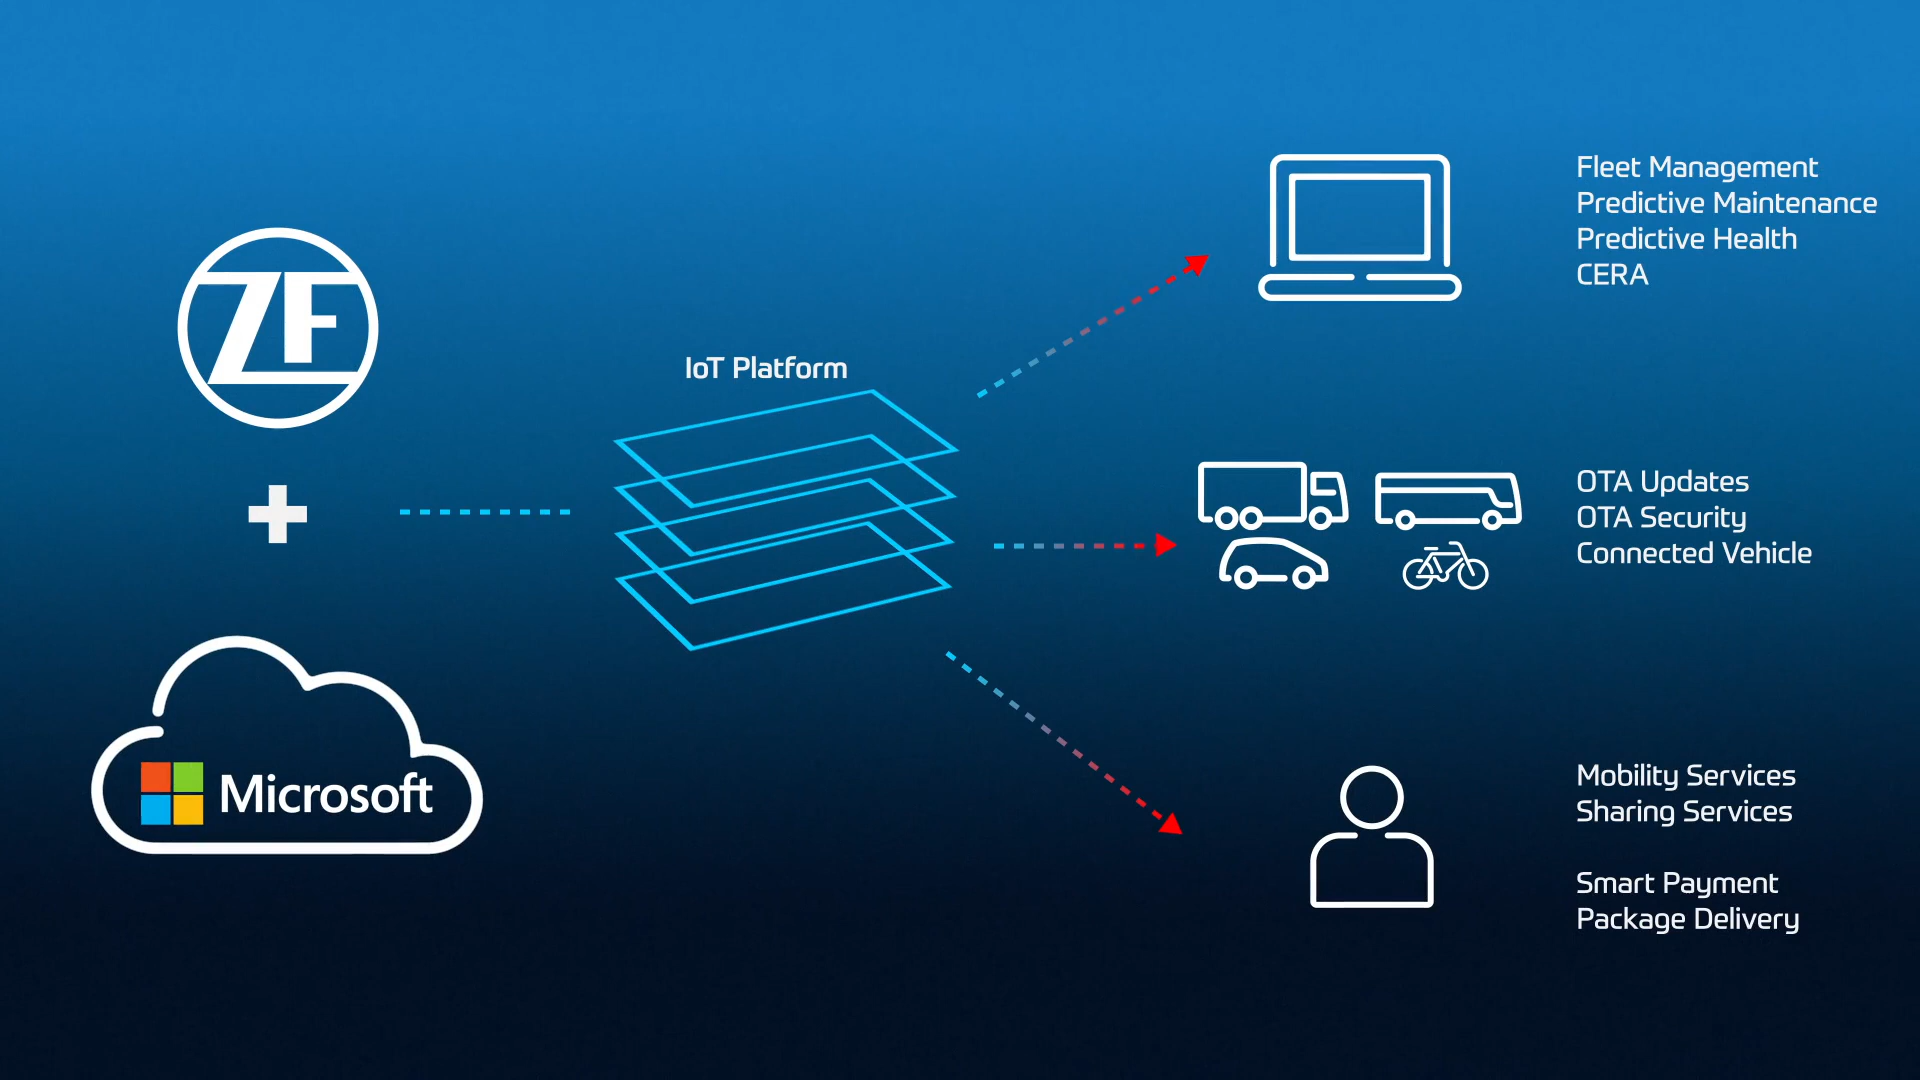 ZF
Microsoft
IoT Platform
Fleet Management
Predictive Maintenance
Predictive Health
CERA
OTA Updates
OTA Security
Connected Vehicle
Mobility Services
Sharing Services
Smart Payment
Package Delivery